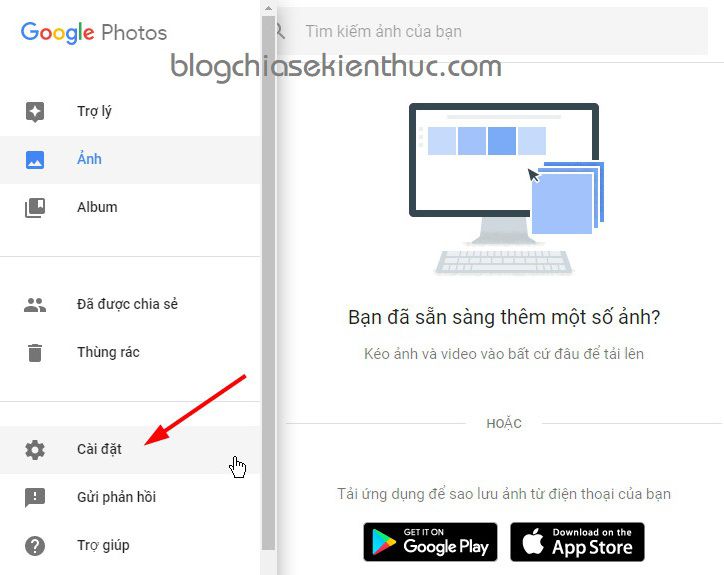 Google Photos
Tìm kiếm ảnh của bạn
blogchiasekienthuc.com
Trợ lý
Ảnh
Album
Đã được chia sẻ
Thùng rác
Cài đặt
Gửi phản hồi
Trợ giúp
Bạn đã sẵn sàng thêm một số ảnh?
Kéo ảnh và video vào bất cứ đâu để tải lên
HOẶC
Tải ứng dụng để sao lưu ảnh từ điện thoại của bạn
GET IT ON
Google Play
Download on the
App Store